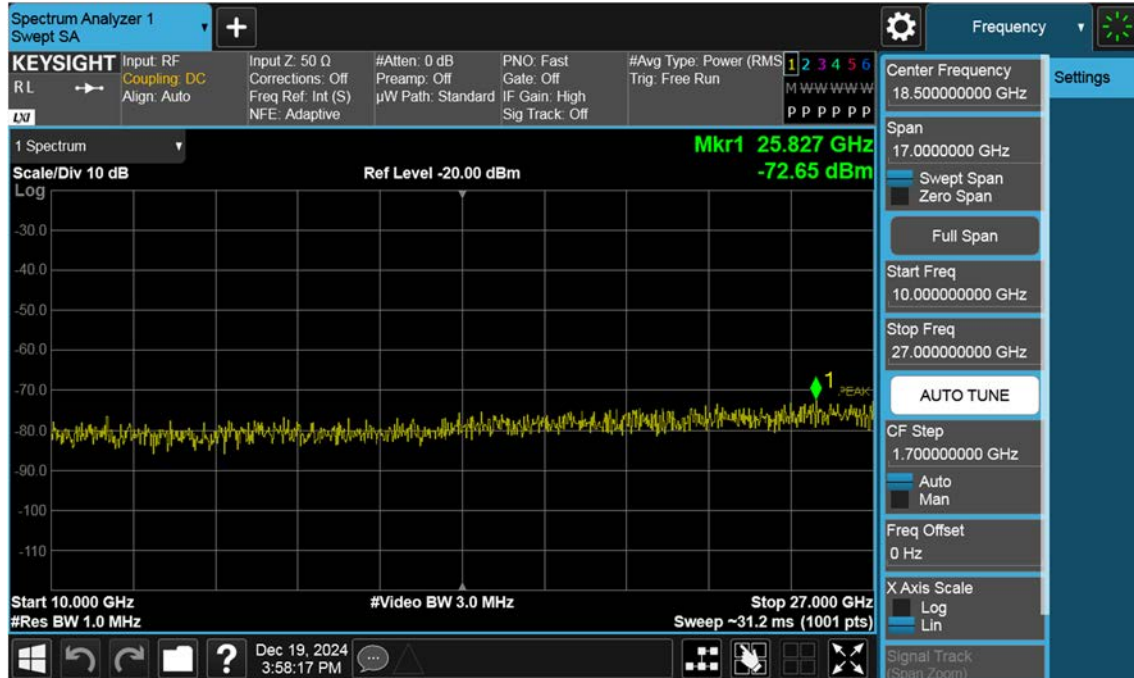 Spectrum Analyzer 1
Swept SA
Frequency
KEYSIGHT
R L
LXI
Input: RF
Coupling: DC
Align: Auto
Input Z: 50 Ω
Corrections: Off
Freq Ref: Int (S)
NFE: Adaptive
#Atten: 0 dB
Preamp: Off
µW Path: Standard
PNO: Fast
Gate: Off
IF Gain: High
Sig Track: Off
#Avg Type: Power (RMS
Trig: Free Run
1 2 3 4 5 6
M W W W W W
P P P P P P
1 Spectrum
Scale/Div 10 dB
Ref Level -20.00 dBm
Mkr1 25.827 GHz
-72.65 dBm
Log
-30.0
-40.0
-50.0
-60.0
-70.0
-80.0
-90.0
-100
-110
1
PEAK
Start 10.000 GHz
#Res BW 1.0 MHz
#Video BW 3.0 MHz
Stop 27.000 GHz
Sweep ~31.2 ms (1001 pts)
Dec 19, 2024
3:58:17 PM
Center Frequency
18.500000000 GHz
Span
17.0000000 GHz
Swept Span
Zero Span
Full Span
Start Freq
10.000000000 GHz
Stop Freq
27.000000000 GHz
AUTO TUNE
CF Step
1.700000000 GHz
Auto
Man
Freq Offset
0 Hz
X Axis Scale
Log
Lin
Signal Track
(Span Zoom)
Settings